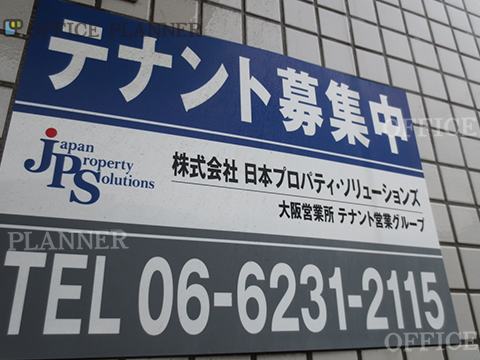 OFFICE PLANNER
OFFICE
テナント募集中
OFFICE
Japan
Property
Solutions
株式会社 日本プロパティ・ソリューションズ
大阪営業所 テナント営業グループ
PLANNER
TEL 06-6231-2115
OFFICE
OFFICE